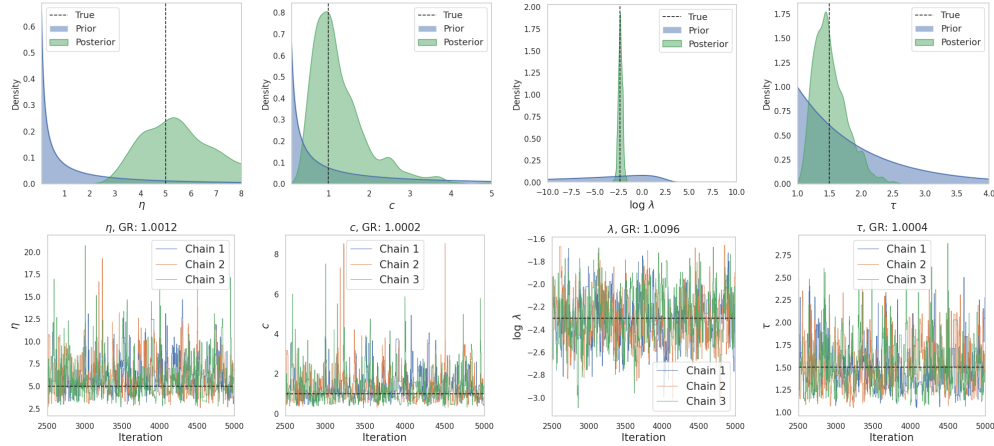 0.6
0.5
0.4
0.3
0.2
0.1
0.0
Density
1 2 3 4 5 6 7 8
η
True
Prior
Posterior
0.8
0.7
0.6
0.5
0.4
0.3
0.2
0.1
0.0
Density
1 2 3 4 5
c
True
Prior
Posterior
2.00
1.75
1.50
1.25
1.00
0.75
0.50
0.25
0.00
Density
−10.0 −7.5 −5.0 −2.5 0.0 2.5 5.0 7.5 10.0
log λ
True
Prior
Posterior
1.75
1.50
1.25
1.00
0.75
0.50
0.25
0.00
Density
1.0 1.5 2.0 2.5 3.0 3.5 4.0
τ
True
Prior
Posterior
η, GR: 1.0012
20.0
17.5
15.0
12.5
10.0
7.5
5.0
2.5
η
2500 3000 3500 4000 4500 5000
Iteration
Chain 1
Chain 2
Chain 3
c, GR: 1.0002
8
6
4
2
0
c
2500 3000 3500 4000 4500 5000
Iteration
Chain 1
Chain 2
Chain 3
λ, GR: 1.0096
−1.6
−1.8
−2.0
−2.2
−2.4
−2.6
−2.8
−3.0
log λ
2500 3000 3500 4000 4500 5000
Iteration
Chain 1
Chain 2
Chain 3
τ, GR: 1.0004
2.75
2.50
2.25
2.00
1.75
1.50
1.25
1.00
τ
2500 3000 3500 4000 4500 5000
Iteration
Chain 1
Chain 2
Chain 3